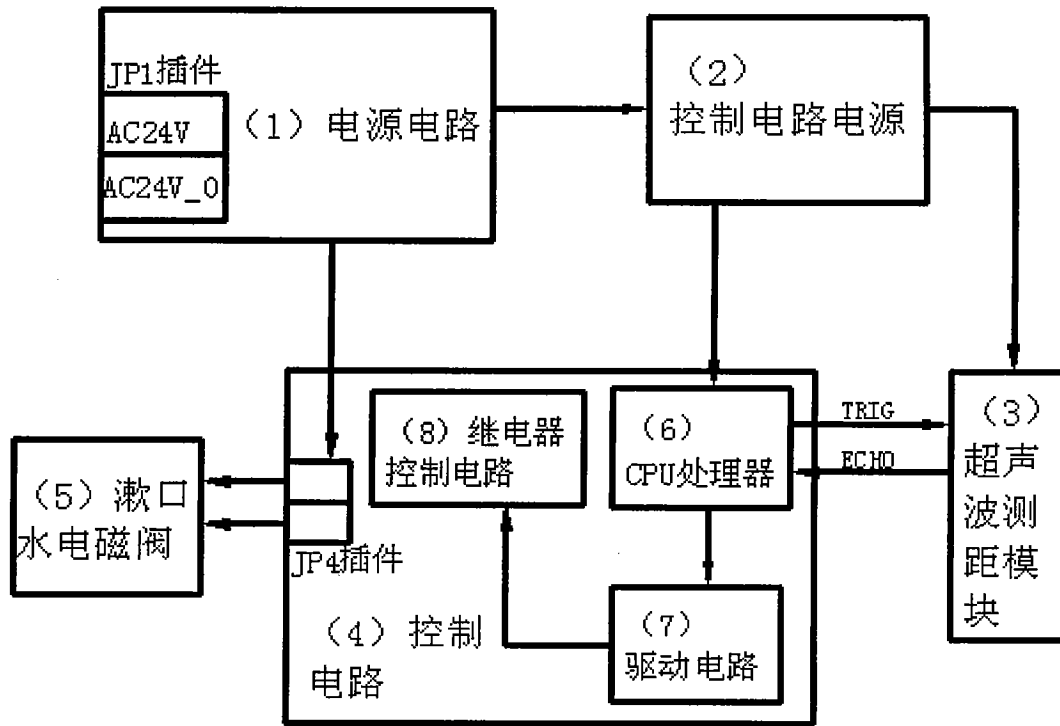 JP1插件
AC24V
AC24V_0
(1)电源电路
(2)
控制电路电源
(3)
超声
波测
距模
块
TRIG
ECHO
(6)
CPU处理器
(8)继电器
控制电路
(5)漱口
水电磁阀
JP4插件
(4)控制
电路
(7)
驱动电路